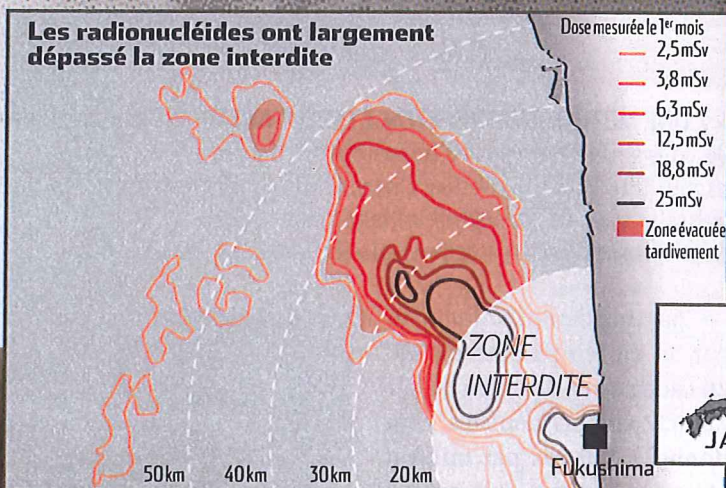 Les radionucléides ont largement
dépassé la zone interdite
Dose mesurée le 1er mois
2,5 mSv
3,8 mSv
6,3 mSv
12,5 mSv
18,8 mSv
25 mSv
Zone évacuée
tardivement
ZONE
INTERDITE
JA
50km 40km 30km 20km
Fukushima